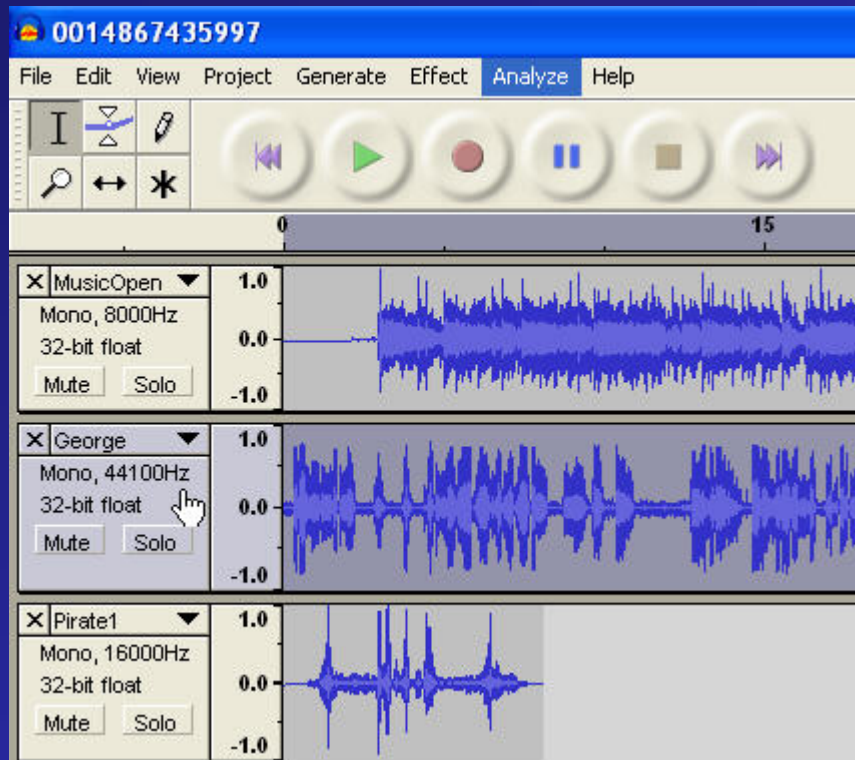 0014867435997
File Edit View Project Generate Effect Analyze Help
0 15
MusicOpen
Mono, 8000Hz
32-bit float
Mute Solo
1.0
0.0
-1.0
George
Mono, 44100Hz
32-bit float
Mute Solo
1.0
0.0
-1.0
Pirate1
Mono, 16000Hz
32-bit float
Mute Solo
1.0
0.0
-1.0